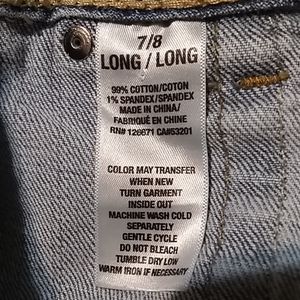 7/8
LONG / LONG
99% COTTON/COTON
1% SPANDEX/SPANDEX
MADE IN CHINA/
FABRIQUÉ EN CHINE
RN# 126671 CA#53201
COLOR MAY TRANSFER
WHEN NEW
TURN GARMENT
INSIDE OUT
MACHINE WASH COLD
SEPARATELY
GENTLE CYCLE
DO NOT BLEACH
TUMBLE DRY LOW
WARM IRON IF NECESSARY